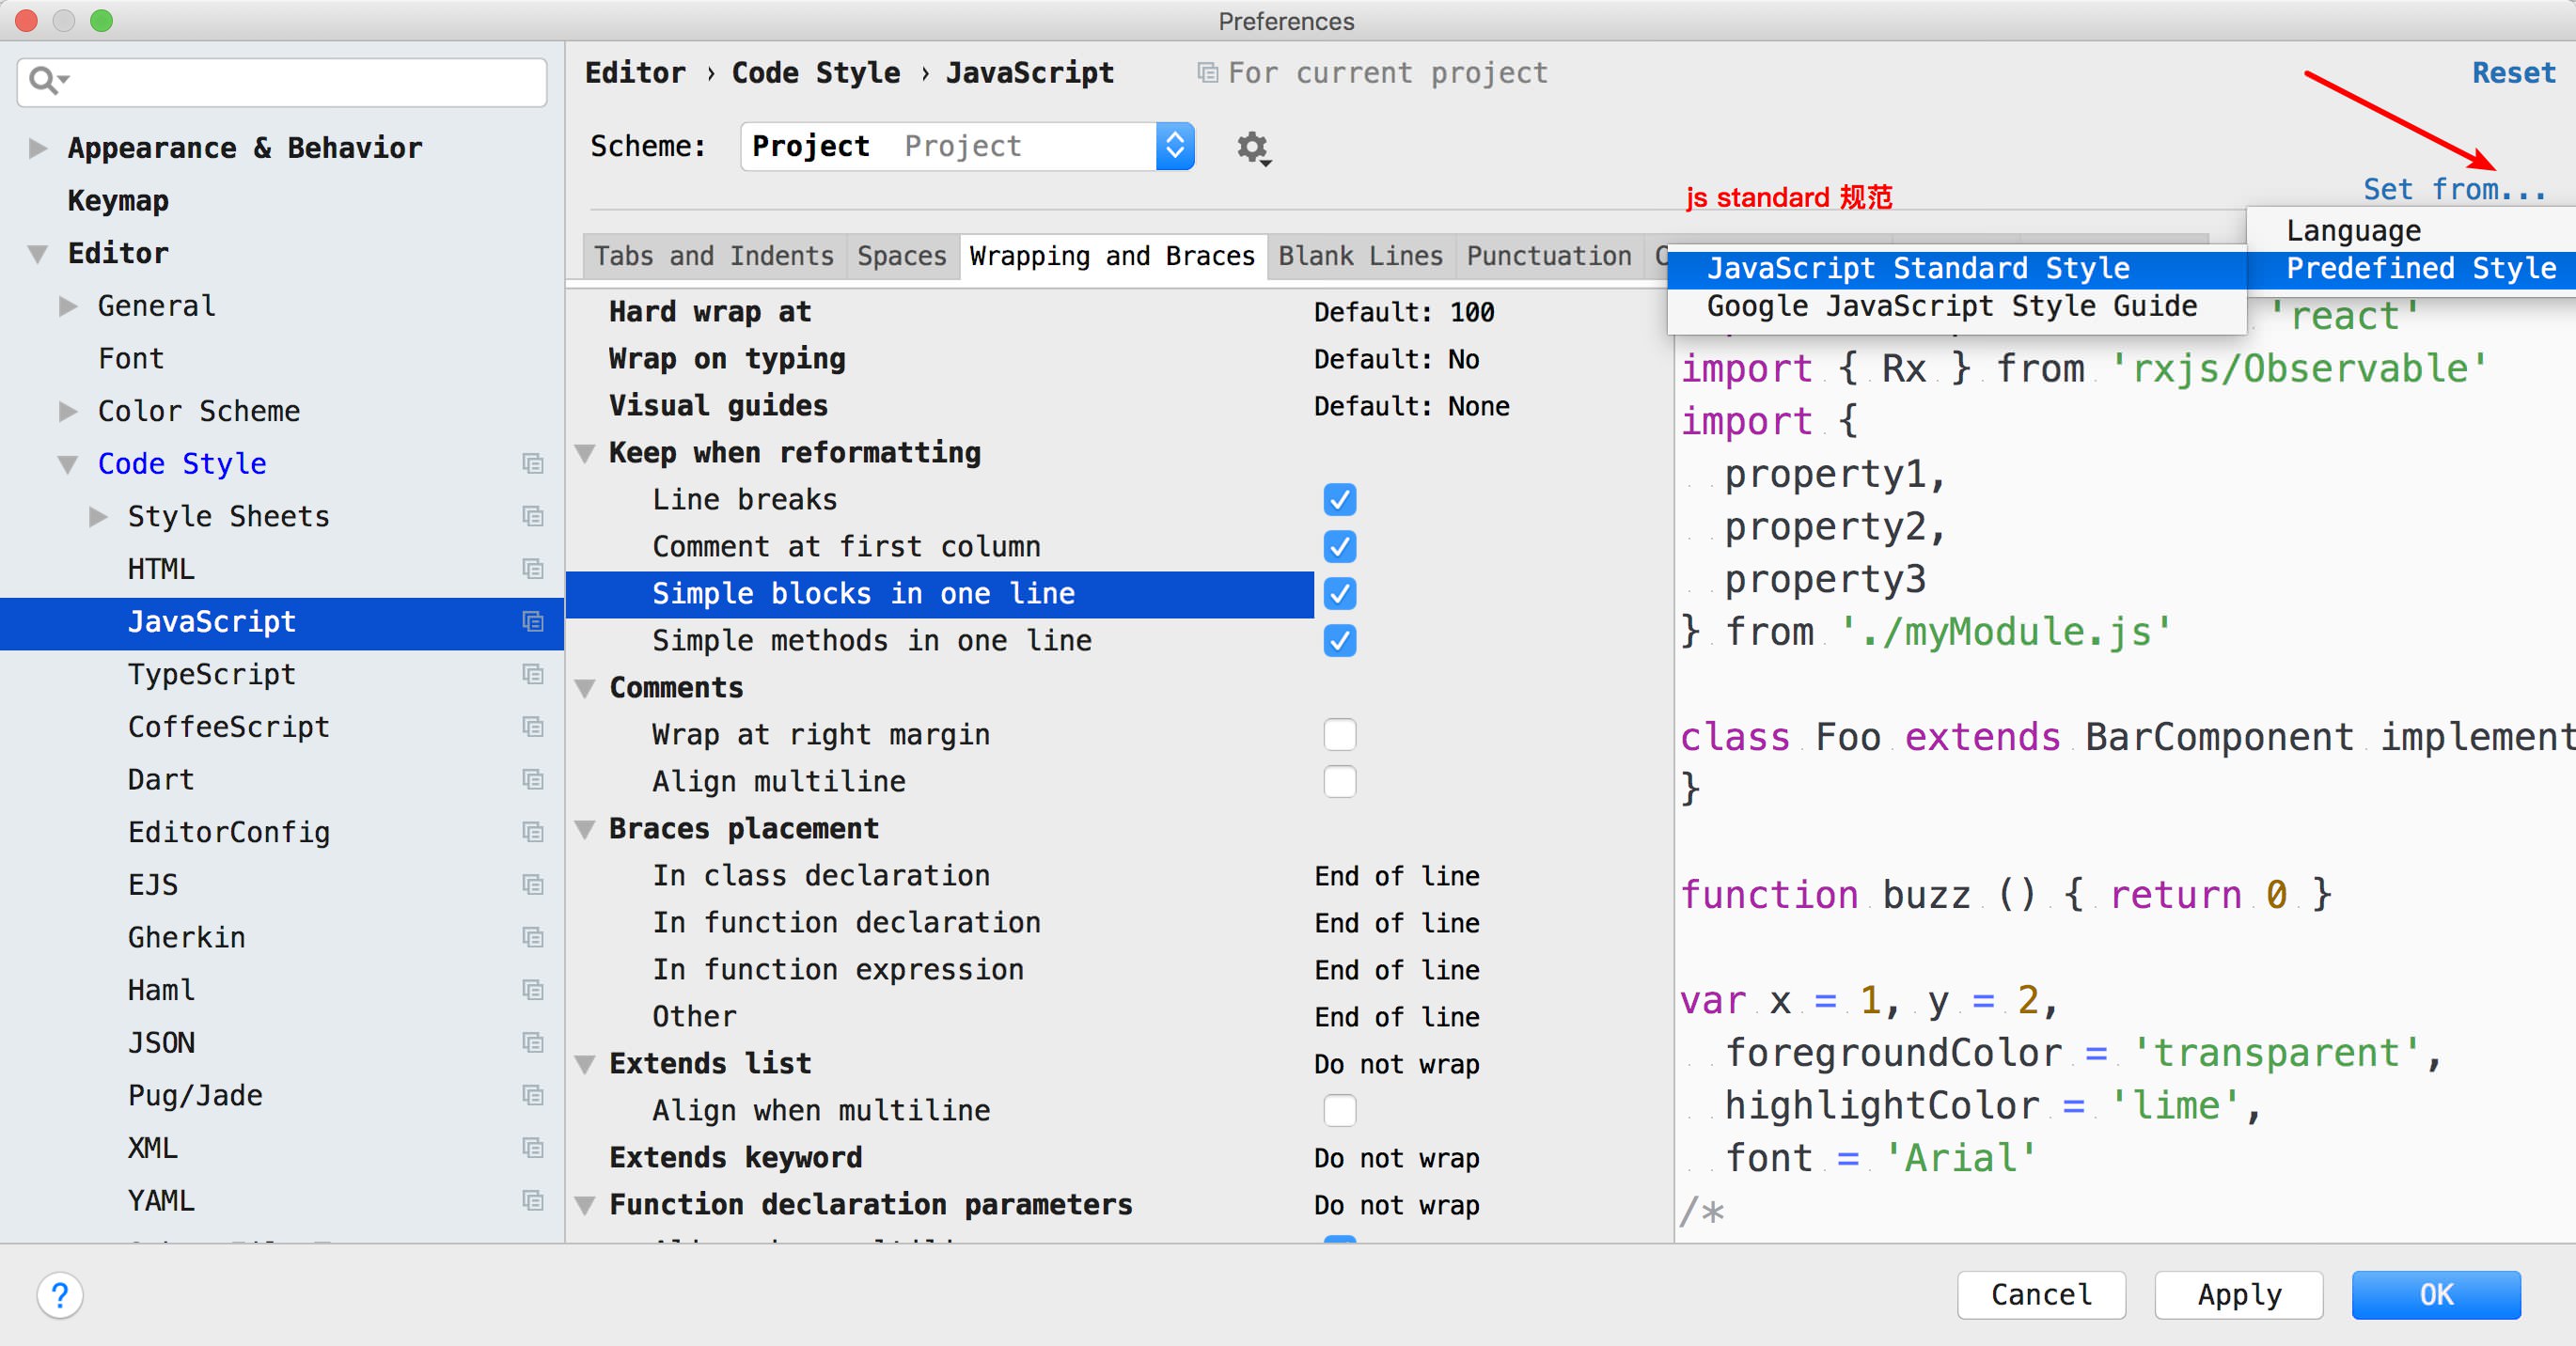 Preferences
Appearance & Behavior
Keymap
Editor
General
Font
Color Scheme
Code Style
Style Sheets
HTML
JavaScript
TypeScript
CoffeeScript
Dart
EditorConfig
EJS
Gherkin
Haml
JSON
Pug/Jade
XML
YAML
Editor › Code Style › JavaScript
For current project
Reset
Scheme: Project Project
js standard 规范
Set from...
Language
Predefined Style
JavaScript Standard Style
Google JavaScript Style Guide
Tabs and Indents Spaces Wrapping and Braces Blank Lines Punctuation
Hard wrap at Default: 100
Wrap on typing Default: No
Visual guides Default: None
Keep when reformatting
Line breaks
Comment at first column
Simple blocks in one line
Simple methods in one line
Comments
Wrap at right margin
Align multiline
Braces placement
In class declaration End of line
In function declaration End of line
In function expression End of line
Other End of line
Extends list Do not wrap
Align when multiline
Extends keyword Do not wrap
Function declaration parameters Do not wrap
'react'
import { Rx } from 'rxjs/Observable'
import {
property1,
property2,
property3
} from './myModule.js'
class Foo extends BarComponent implement
}
function buzz () { return 0 }
var x = 1, y = 2,
foregroundColor = 'transparent',
highlightColor = 'lime',
font = 'Arial'
/*
?
Cancel
Apply
OK